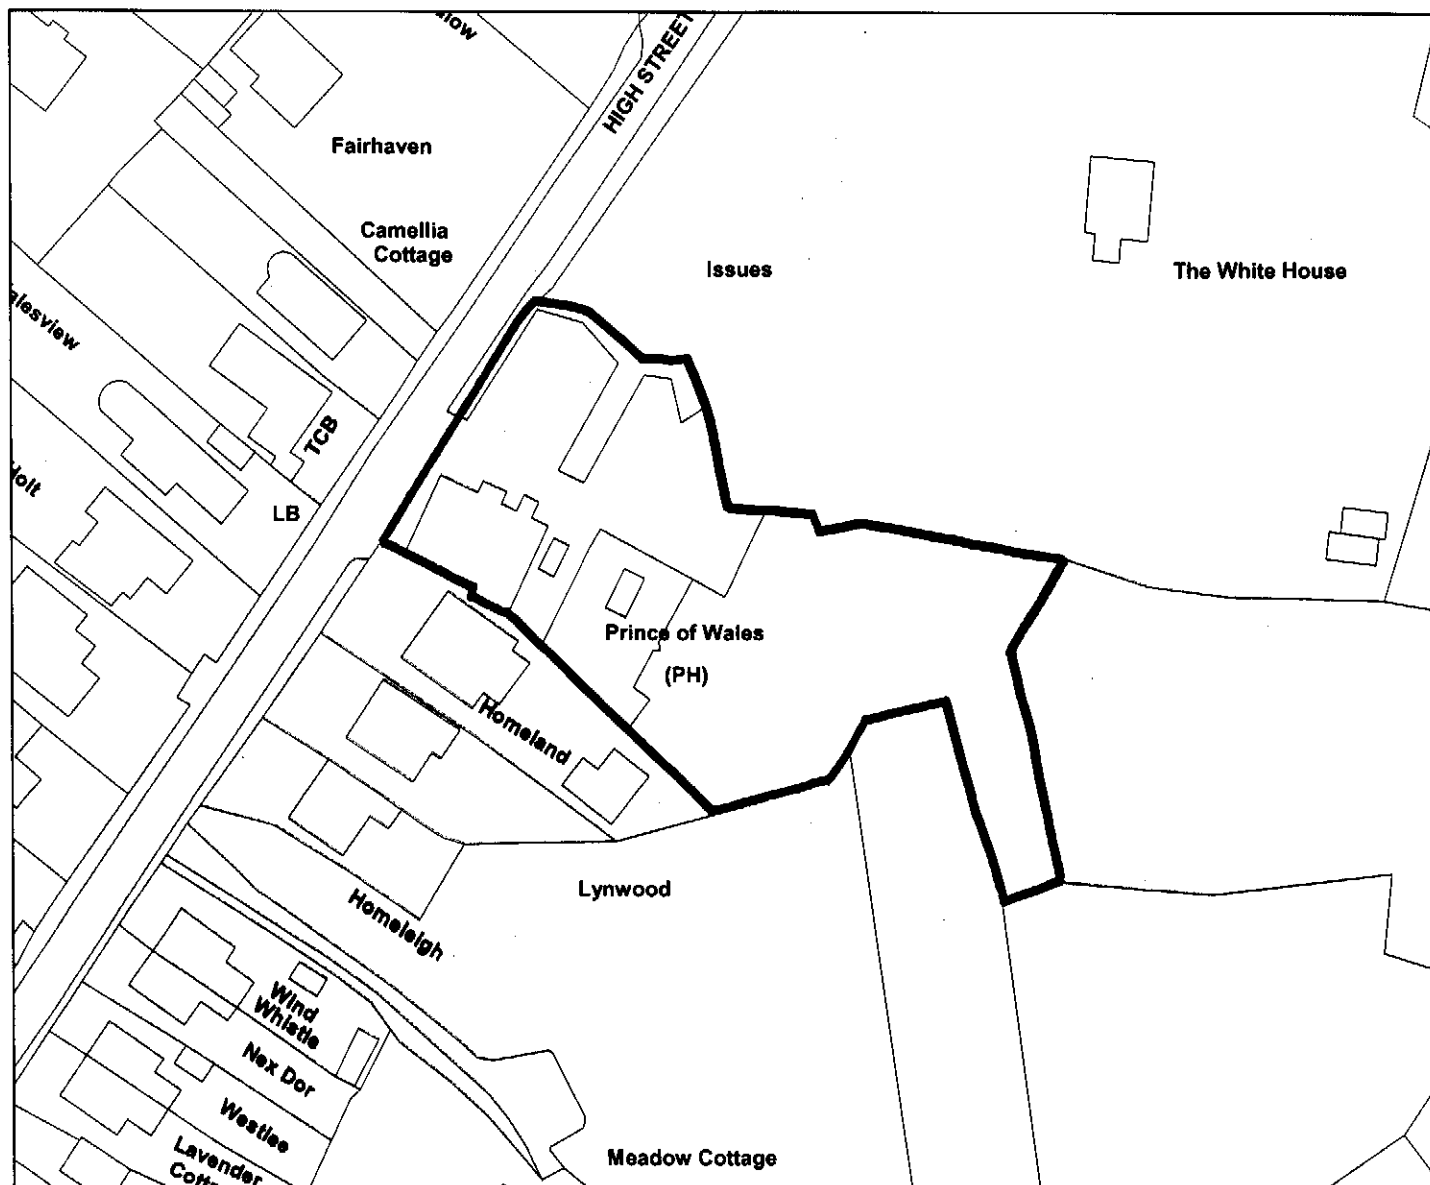 HIGH STREET
Fairhaven
Camellia
Cottage
Issues
The White House
TCB
LB
Prince of Wales
(PH)
Homeland
Lynwood
Homeleigh
Wind
Whistle
Nex Dor
Westlee
Lavender
Meadow Cottage